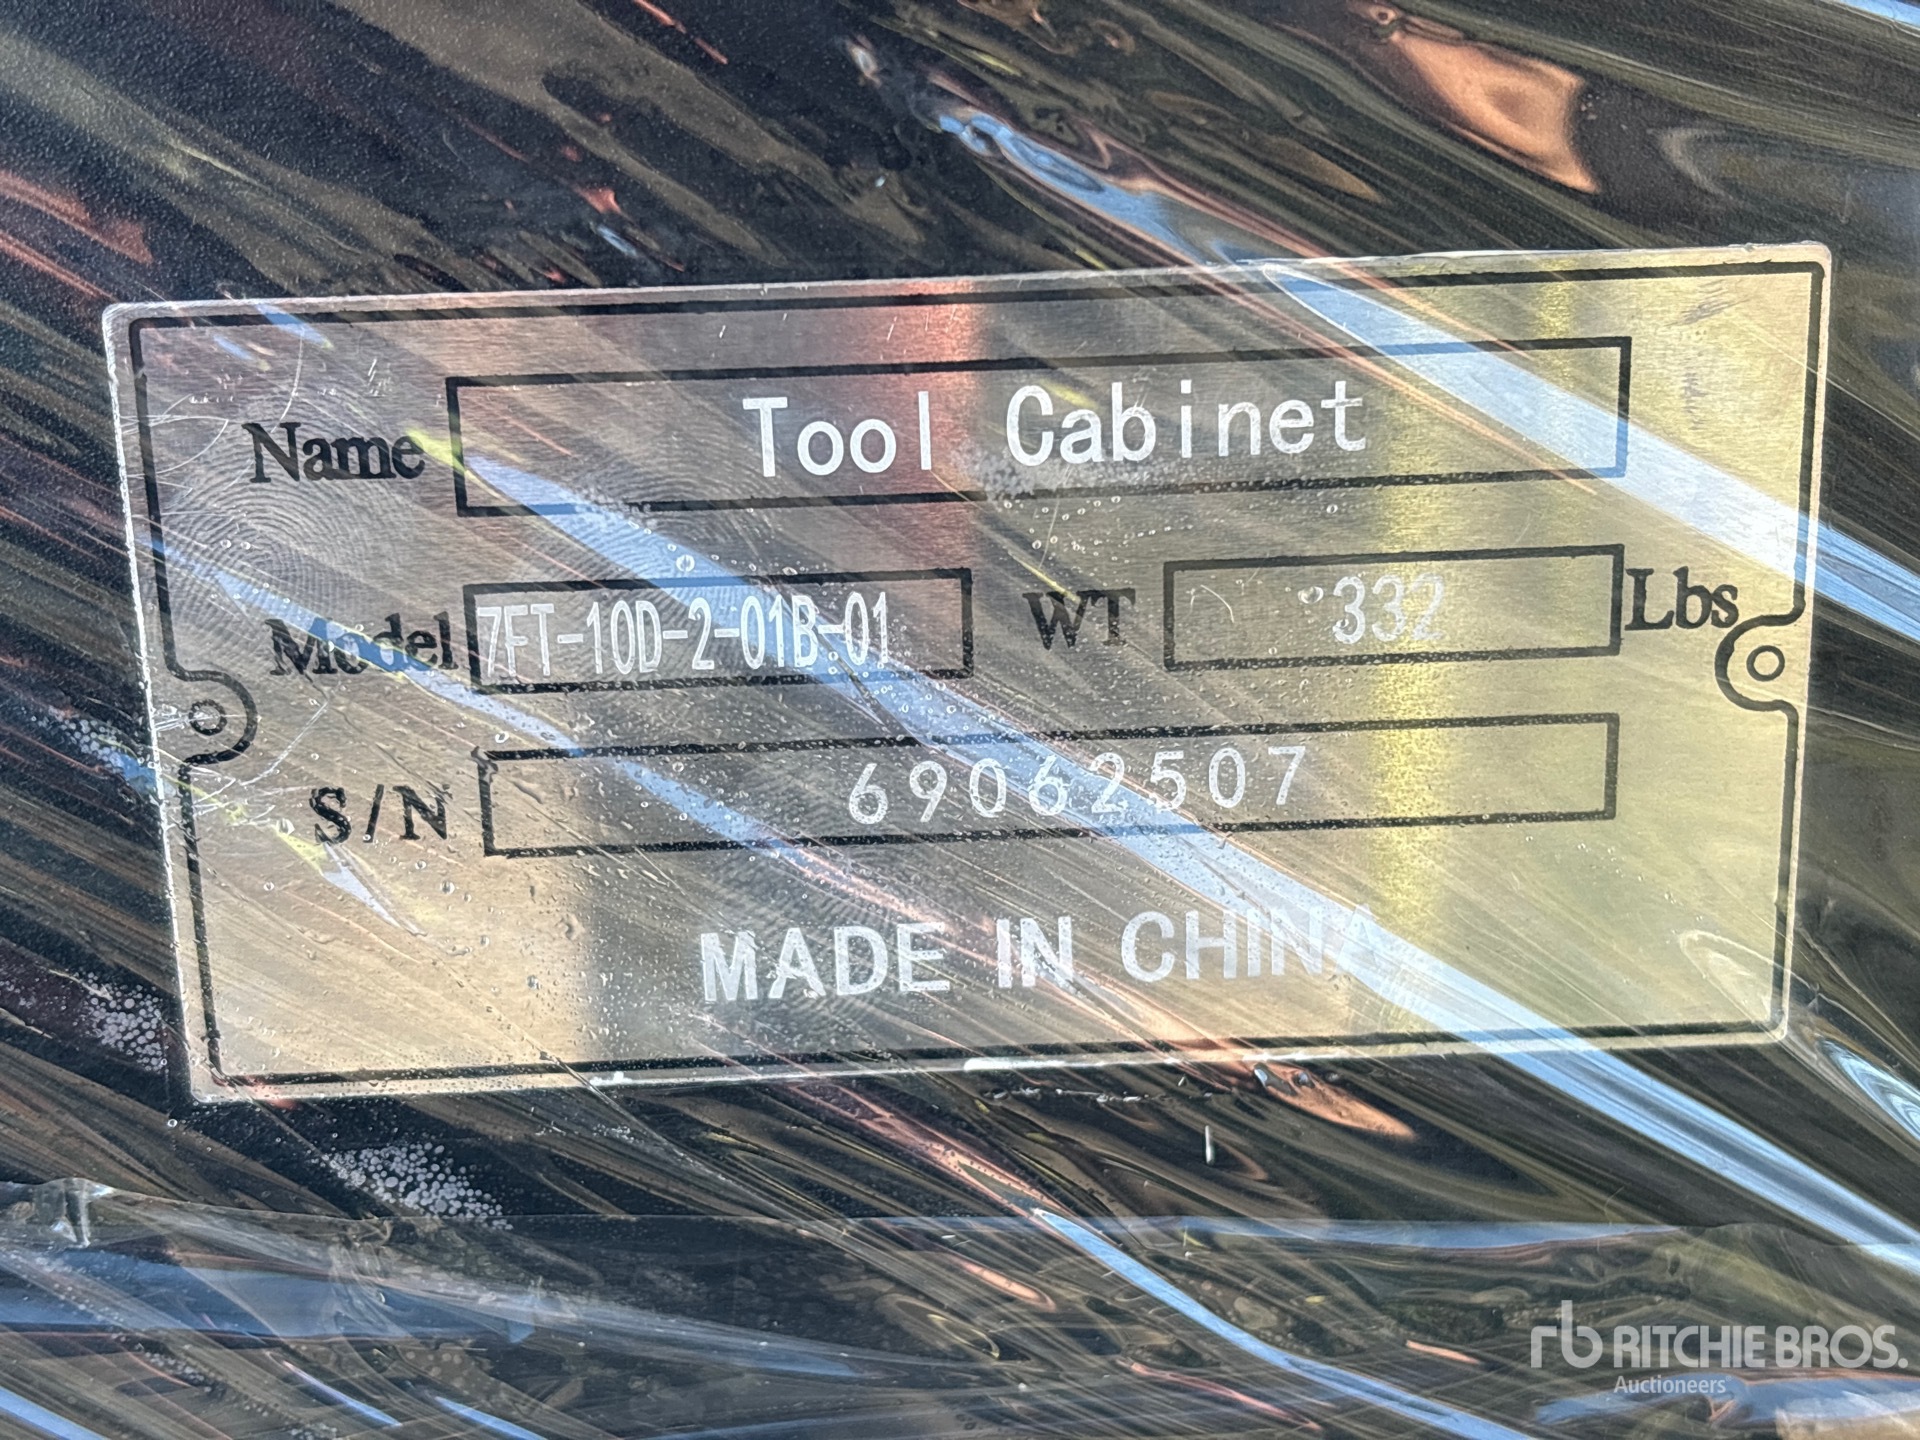 Name Tool Cabinet
Model 7FT-10D-2-01B-01 WT 332 Lbs
S/N 69062507
MADE IN CHINA
rb RITCHIE BROS.
Auctioneers